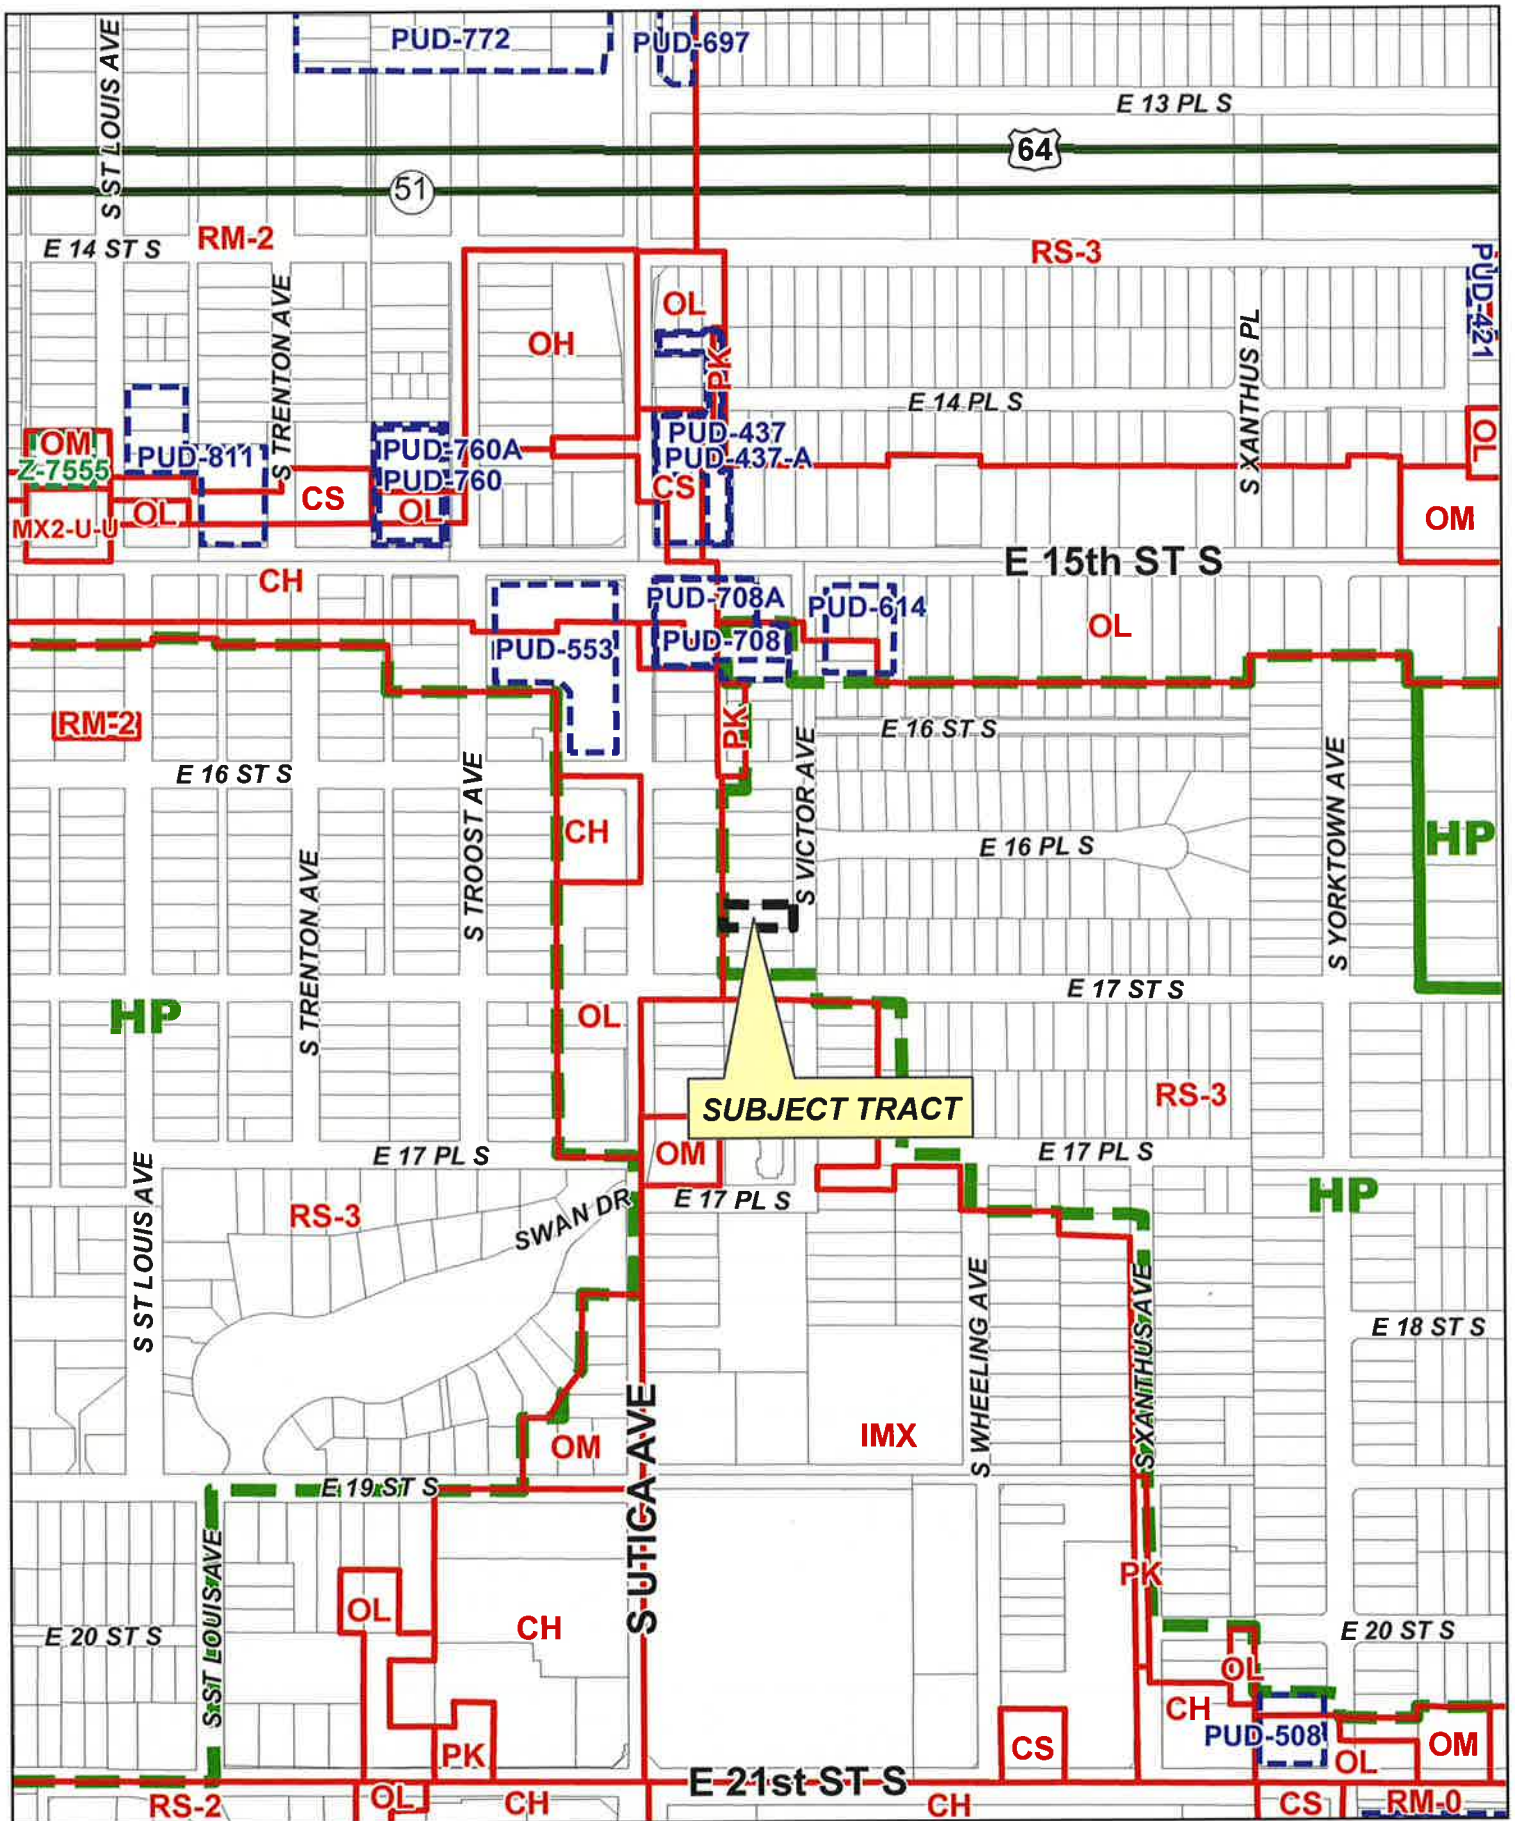 PUD-772
PUD-697
S ST LOUIS AVE
E 13 PL S
64
51
RM-2
E 14 ST S
RS-3
PUD-421
S TRENTON AVE
OL
OH
PK
S XANTHUS PL
E 14 PL S
OM
Z-7555
PUD-811
PUD-760A
PUD-760
PUD-437
PUD-437-A
OL
CS
CS
OL
OL
MX2-U-U
OM
E 15th ST S
CH
PUD-708A
PUD-708
PUD-614
OL
PUD-553
RM-2
PK
E 16 ST S
E 16 ST S
S TROOST AVE
S VICTOR AVE
S YORKTOWN AVE
CH
E 16 PL S
HP
S TRENTON AVE
E 17 ST S
HP
OL
SUBJECT TRACT
RS-3
OM
E 17 PL S
E 17 PL S
E 17 PL S
HP
S ST LOUIS AVE
RS-3
SWAN DR
S WHEELING AVE
S XANTHUS AVE
E 18 ST S
OM
IMX
S UTICA AVE
E 19 ST S
S ST LOUIS AVE
PK
OL
CH
E 20 ST S
E 20 ST S
OL
CH
PUD-508
PK
CS
OM
OL
E 21st ST S
RS-2
OL
CH
CH
CS
RM-0